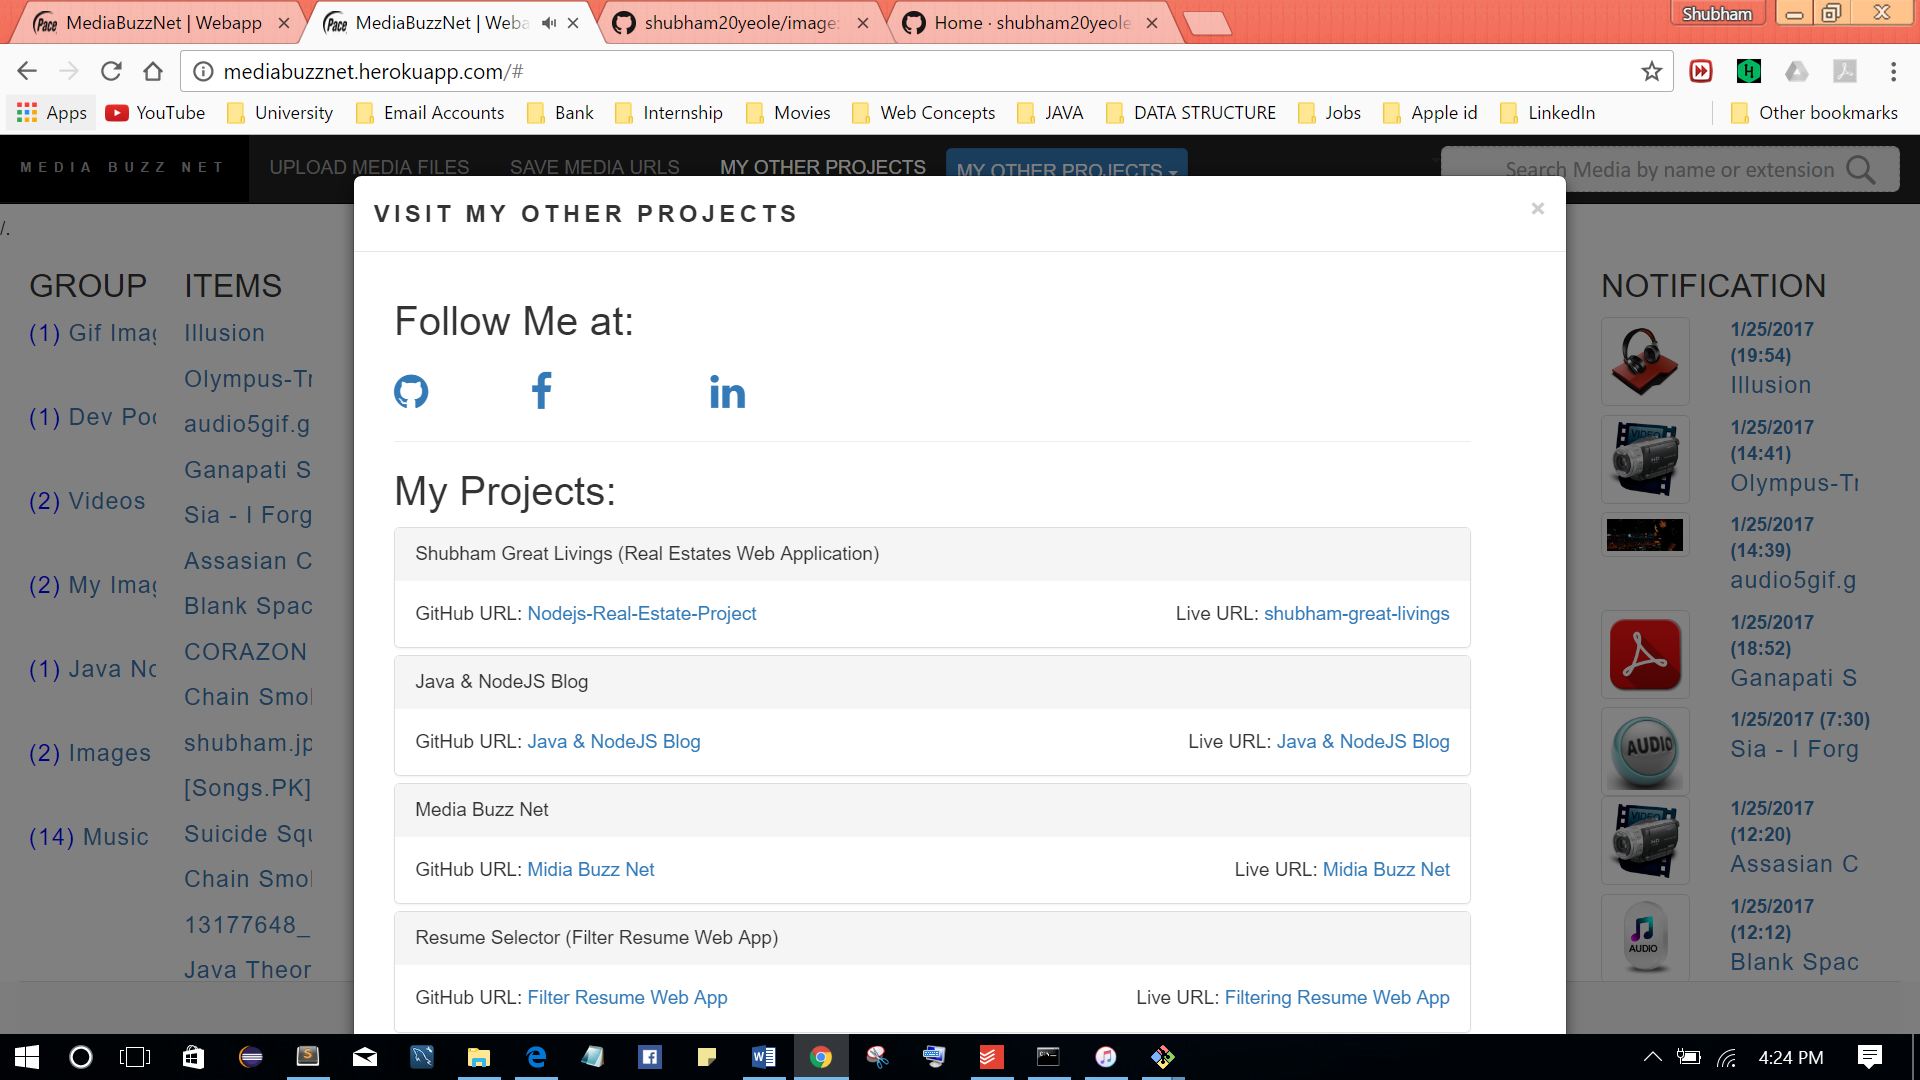 MediaBuzzNet | Webapp
MediaBuzzNet | Weba
shubham20yeole/image
Home · shubham20yeole
Shubham
mediabuzznet.herokuapp.com/#
Apps YouTube University Email Accounts Bank Internship Movies Web Concepts JAVA DATA STRUCTURE Jobs Apple id LinkedIn Other bookmarks
MEDIA BUZZ NET UPLOAD MEDIA FILES SAVE MEDIA URLS MY OTHER PROJECTS MY OTHER PROJECTS Search Media by name or extension
/.
VISIT MY OTHER PROJECTS ×
Follow Me at:
My Projects:
Shubham Great Livings (Real Estates Web Application)
GitHub URL: Nodejs-Real-Estate-Project Live URL: shubham-great-livings
Java & NodeJS Blog
GitHub URL: Java & NodeJS Blog Live URL: Java & NodeJS Blog
Media Buzz Net
GitHub URL: Midia Buzz Net Live URL: Midia Buzz Net
Resume Selector (Filter Resume Web App)
GitHub URL: Filter Resume Web App Live URL: Filtering Resume Web App
GROUP
(1) Gif Imag
(1) Dev Poc
(2) Videos
(2) My Imag
(1) Java No
(2) Images
(14) Music
ITEMS
Illusion
Olympus-Tr
audio5gif.g
Ganapati S
Sia - I Forg
Assasian C
Blank Spac
CORAZON
Chain Smol
shubham.jp
[Songs.PK]
Suicide Squ
Chain Smol
13177648_
Java Theor
NOTIFICATION
1/25/2017
(19:54)
Illusion
VIDEO
1/25/2017
(14:41)
Olympus-Tr
1/25/2017
(14:39)
audio5gif.g
1/25/2017
(18:52)
Ganapati S
AUDIO
1/25/2017 (7:30)
Sia - I Forg
VIDEO
1/25/2017
(12:20)
Assasian C
AUDIO
1/25/2017
(12:12)
Blank Spac
4:24 PM